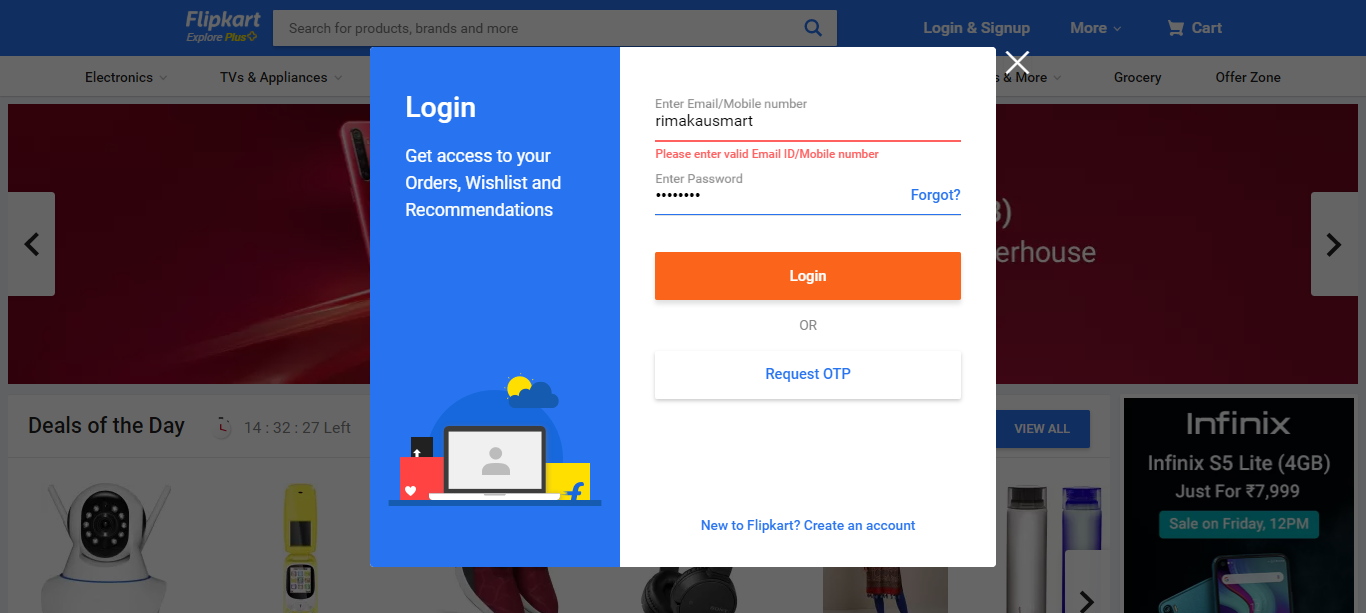 Flipkart
Explore Plus
Search for products, brands and more
Login & Signup
More
Cart
Electronics
TVs & Appliances
s & More
Grocery
Offer Zone
Login
Get access to your
Orders, Wishlist and
Recommendations
Enter Email/Mobile number
rimakausmart
Please enter valid Email ID/Mobile number
Enter Password
••••••••
Forgot?
Login
OR
Request OTP
New to Flipkart? Create an account
3)
erhouse
Deals of the Day
14 : 32 : 27 Left
VIEW ALL
Infinix
Infinix S5 Lite (4GB)
Just For ₹7,999
Sale on Friday, 12PM